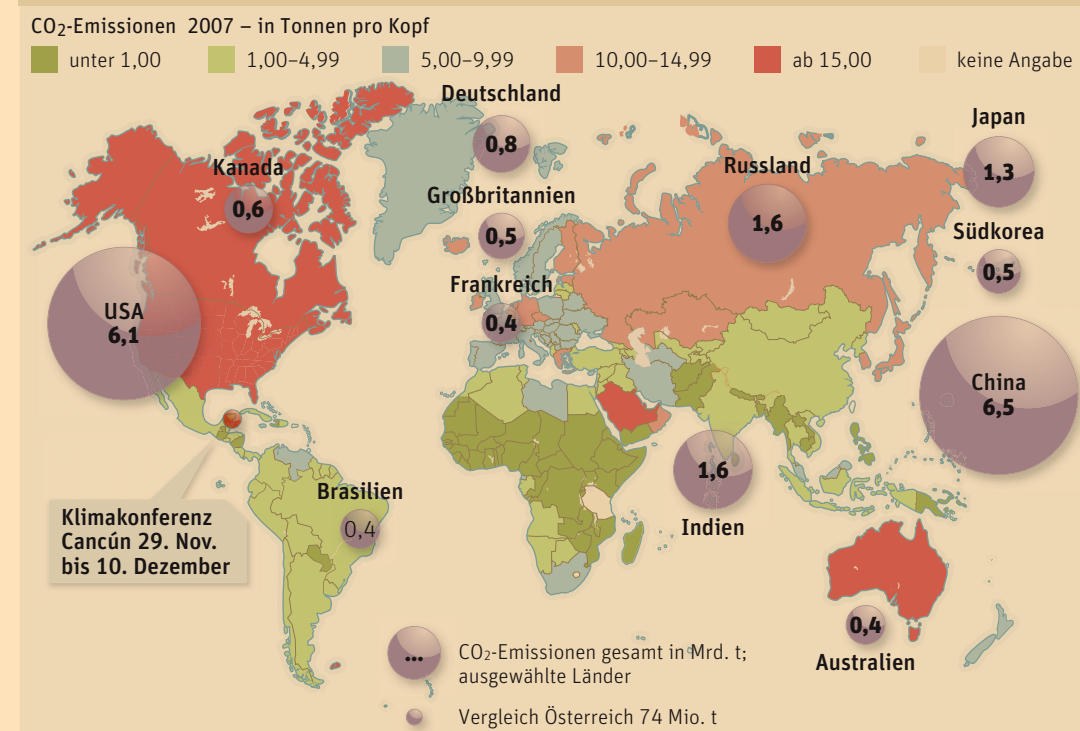 CO₂-Emissionen 2007 – in Tonnen pro Kopf
unter 1,00
1,00–4,99
5,00–9,99
10,00–14,99
ab 15,00
keine Angabe
Deutschland
0,8
Japan
1,3
Kanada
0,6
Russland
1,6
Großbritannien
0,5
Südkorea
0,5
Frankreich
0,4
USA
6,1
China
6,5
1,6
Indien
Brasilien
0,4
Klimakonferenz
Cancún 29. Nov.
bis 10. Dezember
0,4
Australien
...
CO₂-Emissionen gesamt in Mrd. t;
ausgewählte Länder
Vergleich Österreich 74 Mio. t